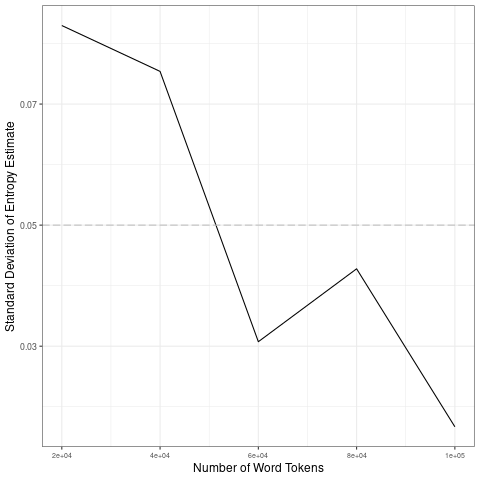 Standard Deviation of Entropy Estimate
0.07
0.05
0.03
2e+04 4e+04 6e+04 8e+04 1e+05
Number of Word Tokens